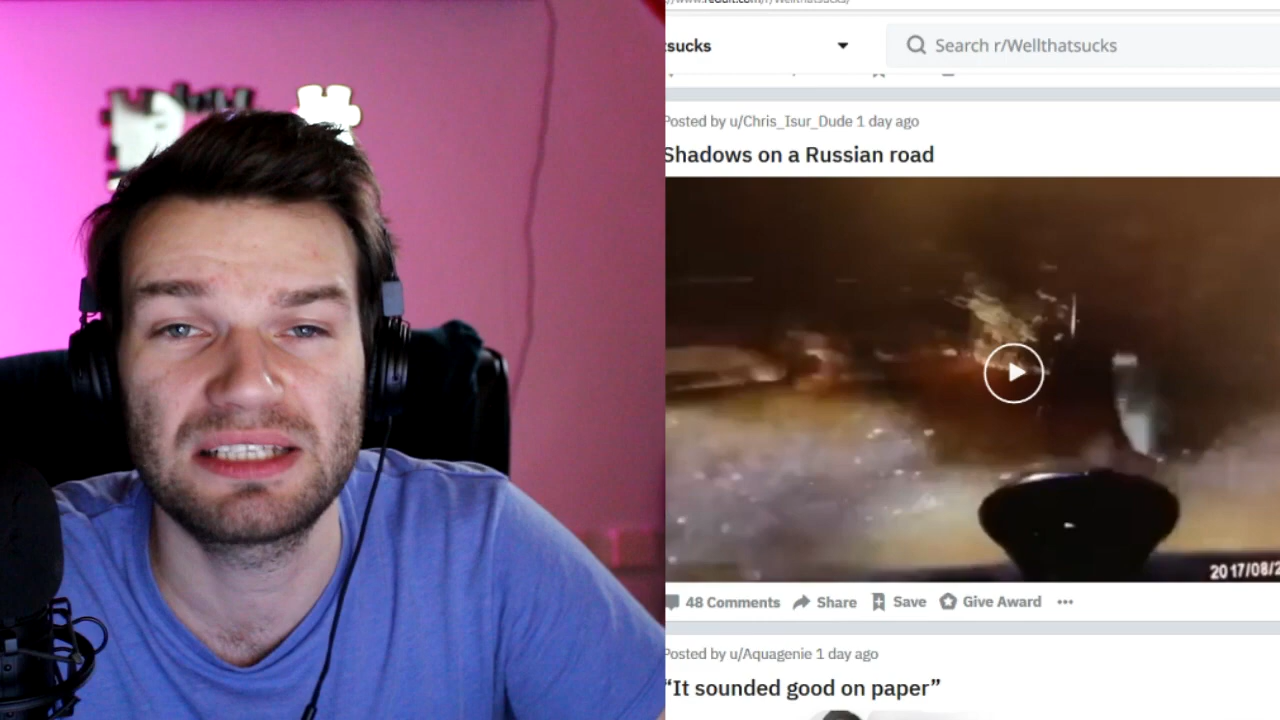 sucks
Search r/Wellthatsucks
Posted by u/Chris_Isur_Dude 1 day ago
Shadows on a Russian road
2017/08/2
48 Comments Share Save Give Award
Posted by u/Aquagenie 1 day ago
“It sounded good on paper”